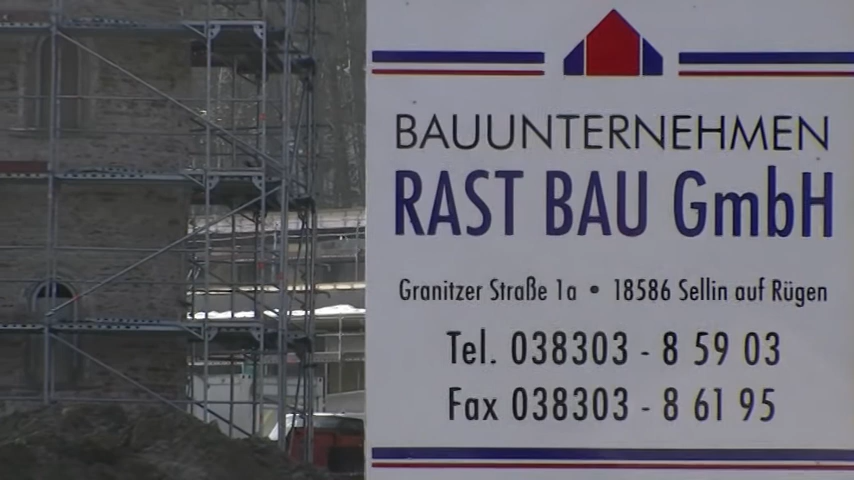 BAUUNTERNEHMEN
RAST BAU GmbH
Granitzer Straße 1a • 18586 Sellin auf Rügen
Tel. 038303 - 8 59 03
Fax 038303 - 8 61 95